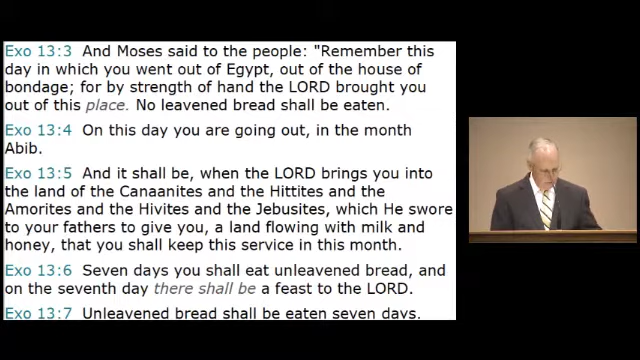 Exo 13:3 And Moses said to the people: "Remember this
day in which you went out of Egypt, out of the house of
bondage; for by strength of hand the LORD brought you
out of this place. No leavened bread shall be eaten.
Exo 13:4 On this day you are going out, in the month
Abib.
Exo 13:5 And it shall be, when the LORD brings you into
the land of the Canaanites and the Hittites and the
Amorites and the Hivites and the Jebusites, which He swore
to your fathers to give you, a land flowing with milk and
honey, that you shall keep this service in this month.
Exo 13:6 Seven days you shall eat unleavened bread, and
on the seventh day there shall be a feast to the LORD.
Exo 13:7 Unleavened bread shall be eaten seven days.